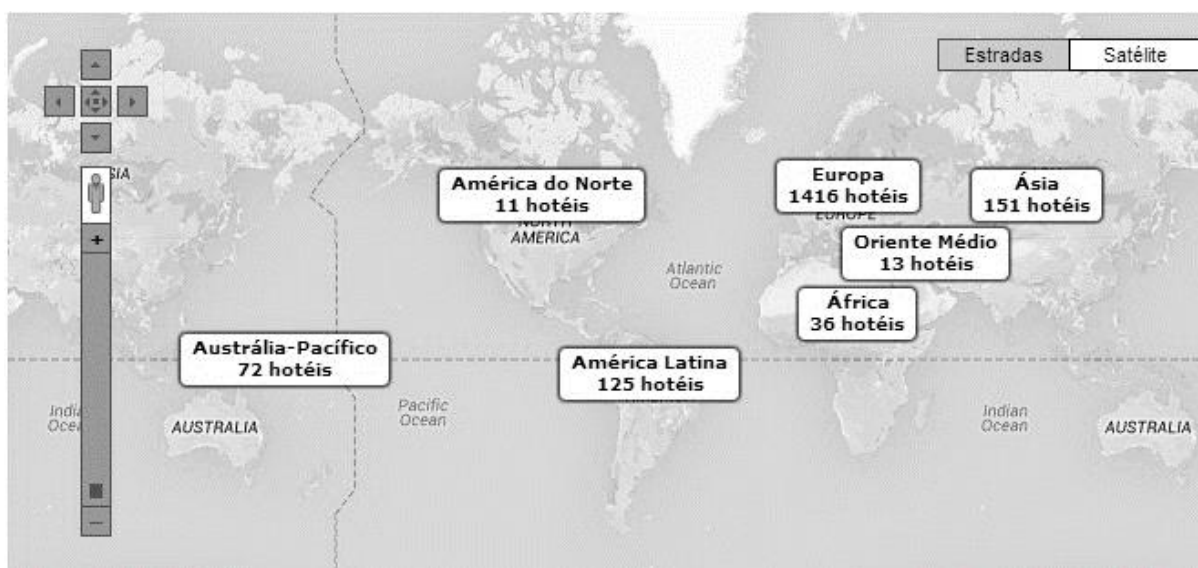 Estradas
Satélite
SIA
América do Norte
11 hotéis
NORTH
AMERICA
Europa
1416 hotéis
EUROPE
Ásia
151 hotéis
Oriente Médio
13 hotéis
Atlantic
Ocean
África
36 hotéis
Austrália-Pacífico
72 hotéis
América Latina
125 hotéis
Pacific
Ocean
Indian
Ocean
AUSTRALIA
AUSTRALIA
+
−